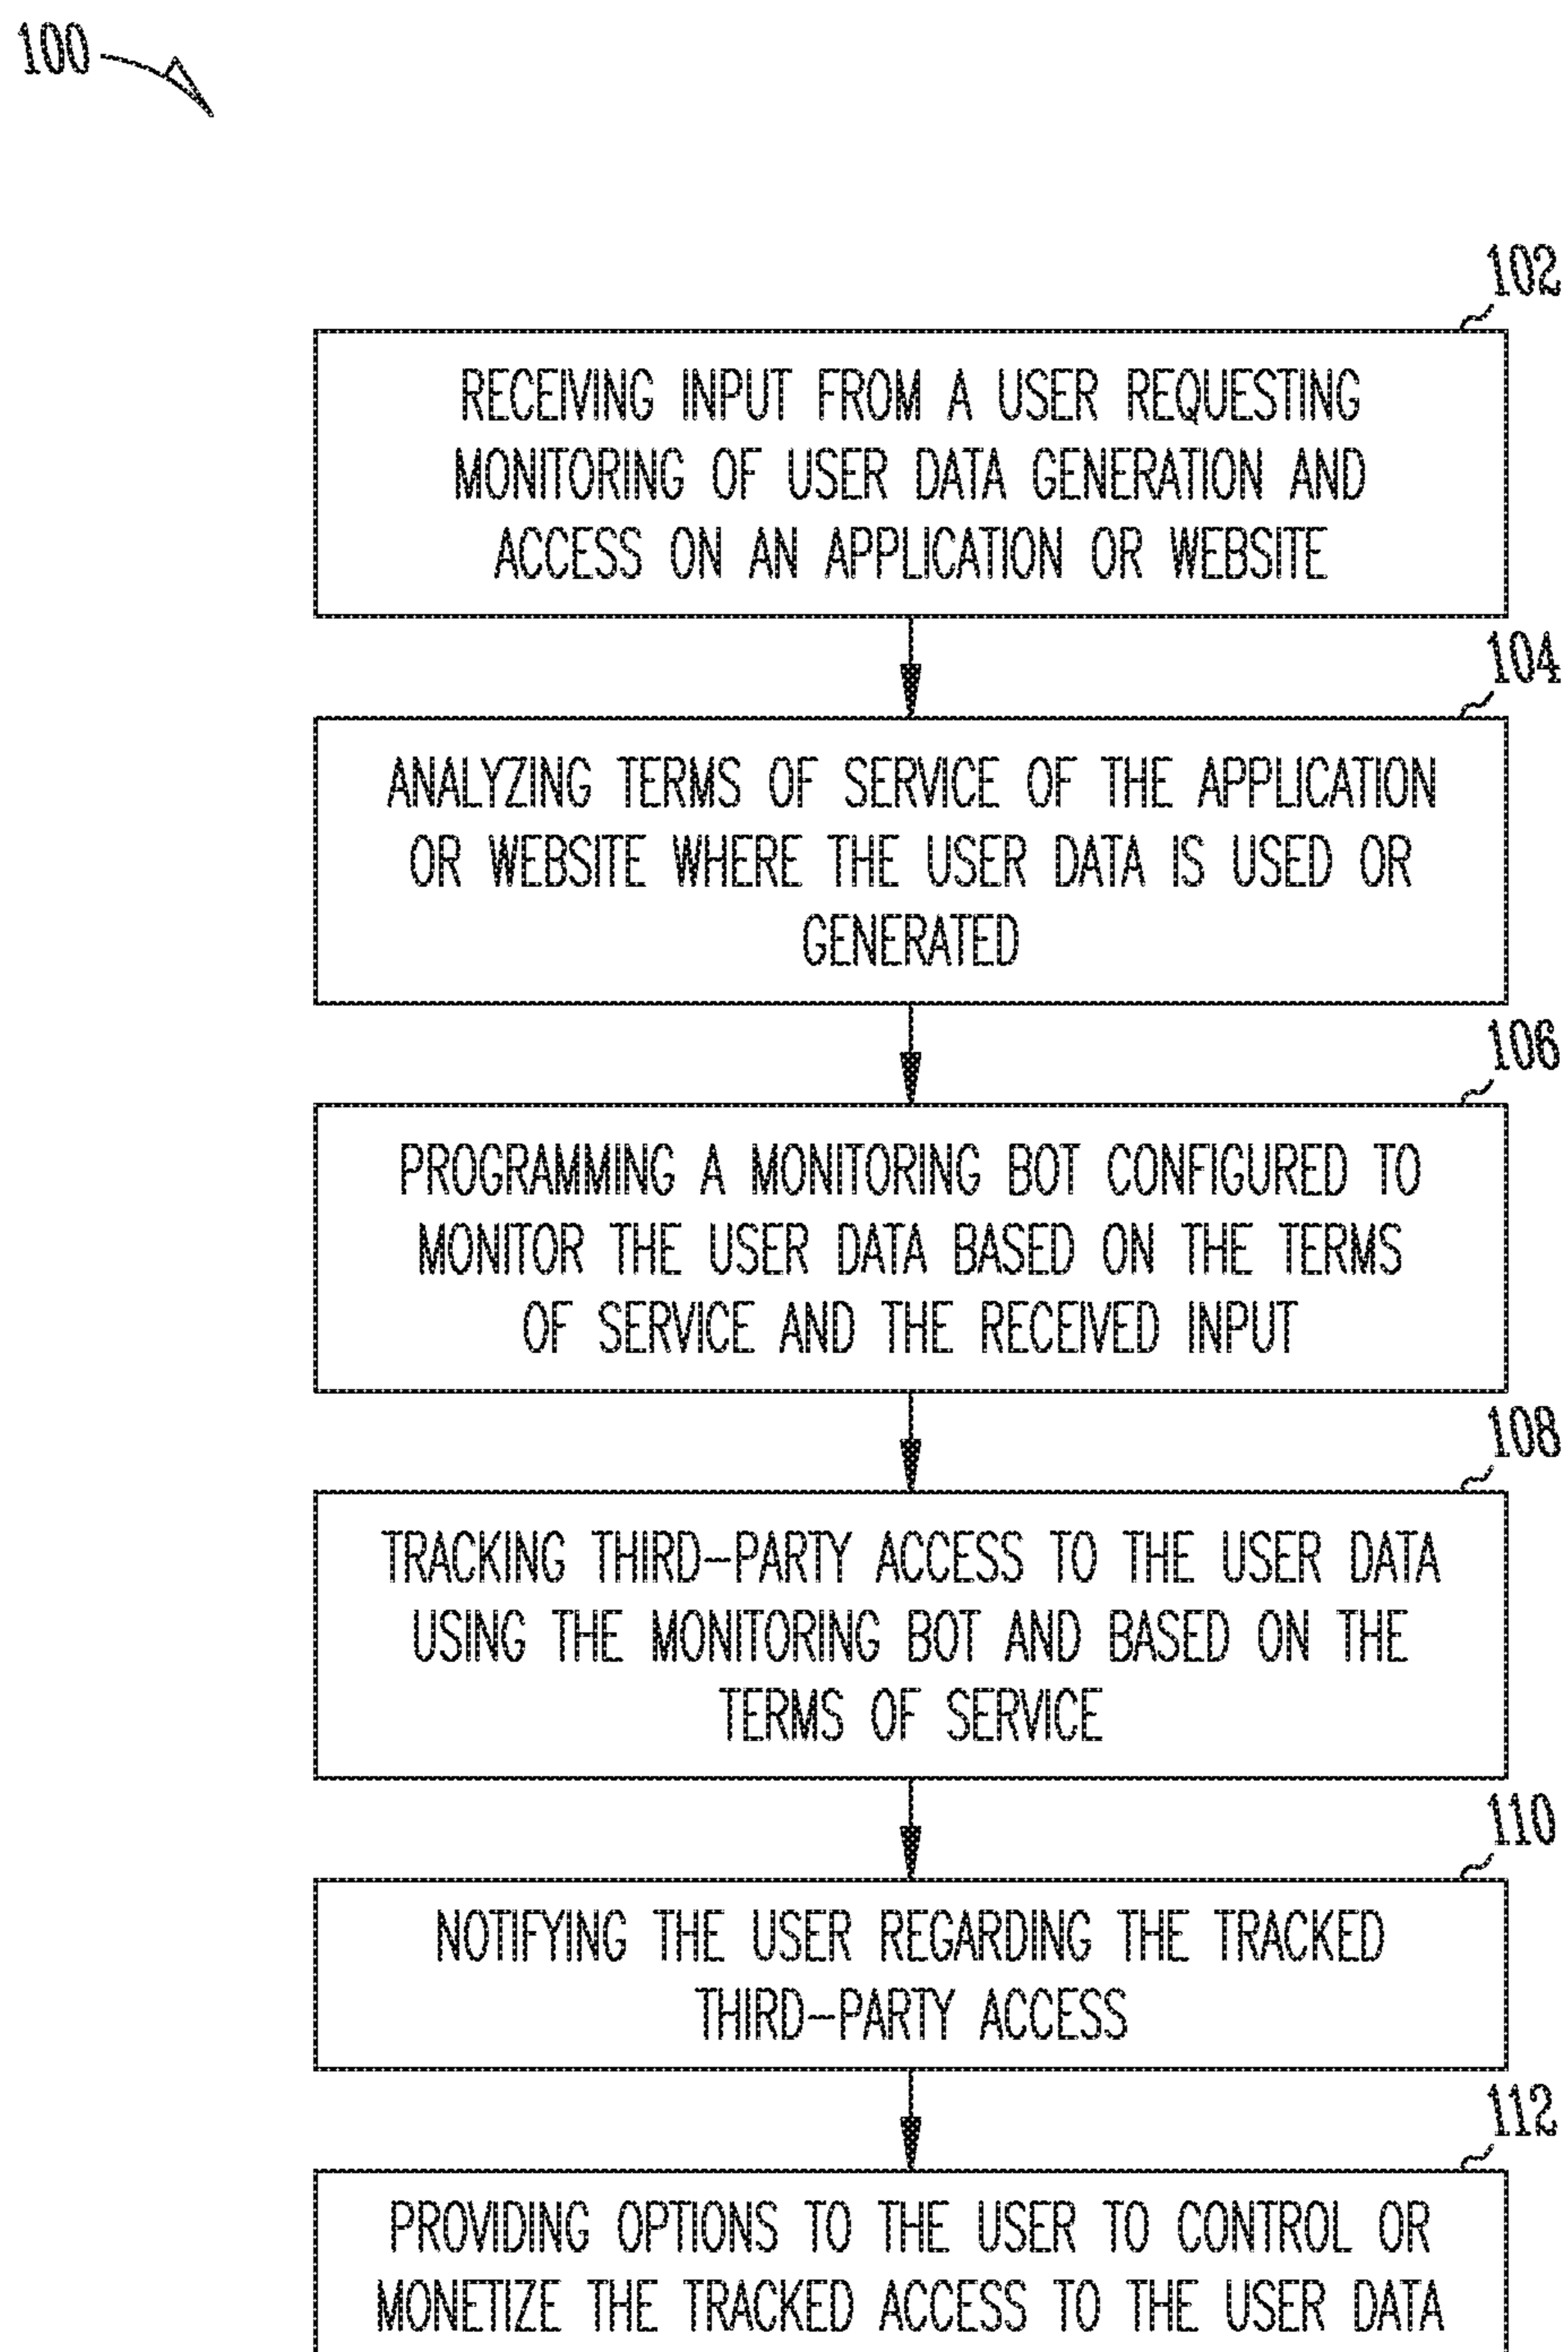 100
102
RECEIVING INPUT FROM A USER REQUESTING
MONITORING OF USER DATA GENERATION AND
ACCESS ON AN APPLICATION OR WEBSITE
104
ANALYZING TERMS OF SERVICE OF THE APPLICATION
OR WEBSITE WHERE THE USER DATA IS USED OR
GENERATED
106
PROGRAMMING A MONITORING BOT CONFIGURED TO
MONITOR THE USER DATA BASED ON THE TERMS
OF SERVICE AND THE RECEIVED INPUT
108
TRACKING THIRD-PARTY ACCESS TO THE USER DATA
USING THE MONITORING BOT AND BASED ON THE
TERMS OF SERVICE
110
NOTIFYING THE USER REGARDING THE TRACKED
THIRD-PARTY ACCESS
112
PROVIDING OPTIONS TO THE USER TO CONTROL OR
MONETIZE THE TRACKED ACCESS TO THE USER DATA